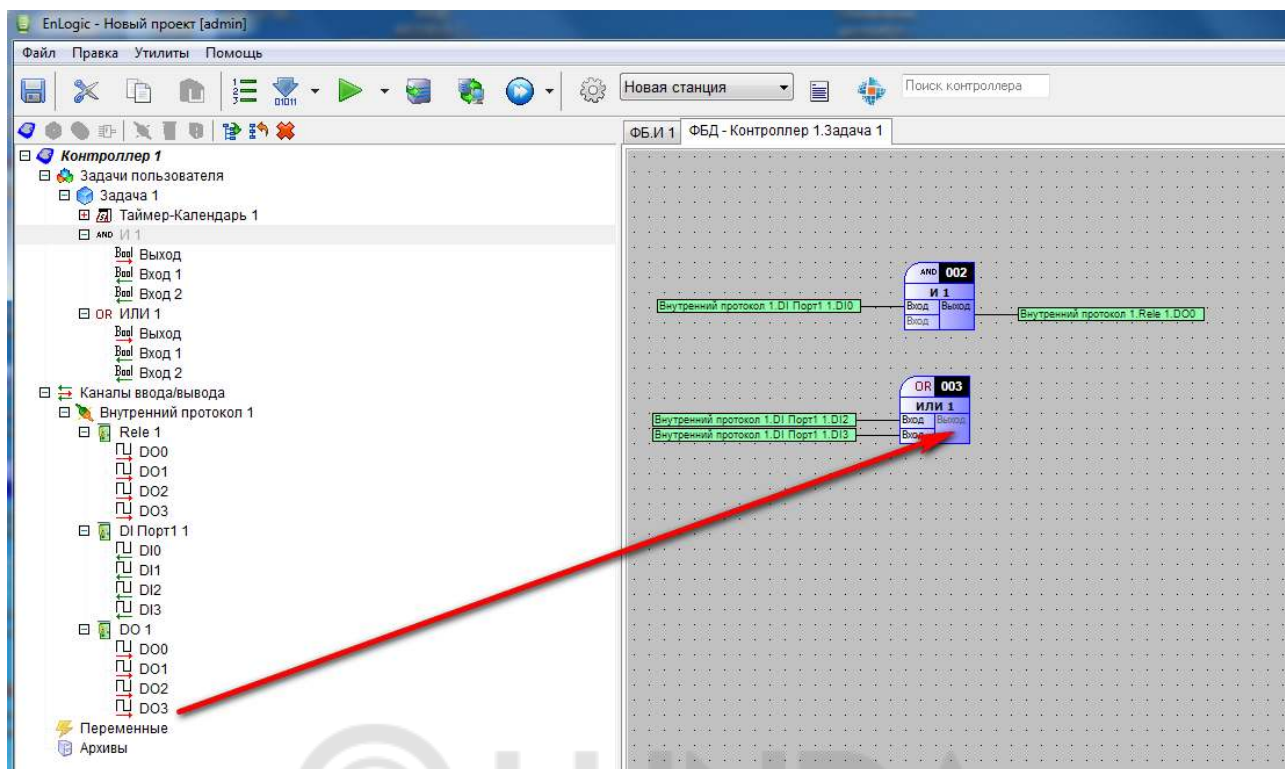 EnLogic - Новый проект [admin]
Файл Правка Утилиты Помощь
Новая станция
Поиск контроллера
ФБ.И 1
ФБД - Контроллер 1.Задача 1
Контроллер 1
Задачи пользователя
Задача 1
Таймер-Календарь 1
AND И 1
Bool Выход
Bool Вход 1
Bool Вход 2
OR ИЛИ 1
Bool Выход
Bool Вход 1
Bool Вход 2
Каналы ввода/вывода
Внутренний протокол 1
Rele 1
DO0
DO1
DO2
DO3
DI Порт1 1
DI0
DI1
DI2
DI3
DO 1
DO0
DO1
DO2
DO3
Переменные
Архивы
AND 002
И 1
Внутренний протокол 1.DI Порт1 1.DI0
Вход Выход
Вход
Внутренний протокол 1.Rele 1.DO0
OR 003
ИЛИ 1
Внутренний протокол 1.DI Порт1 1.DI2
Вход Выход
Внутренний протокол 1.DI Порт1 1.DI3
Вход